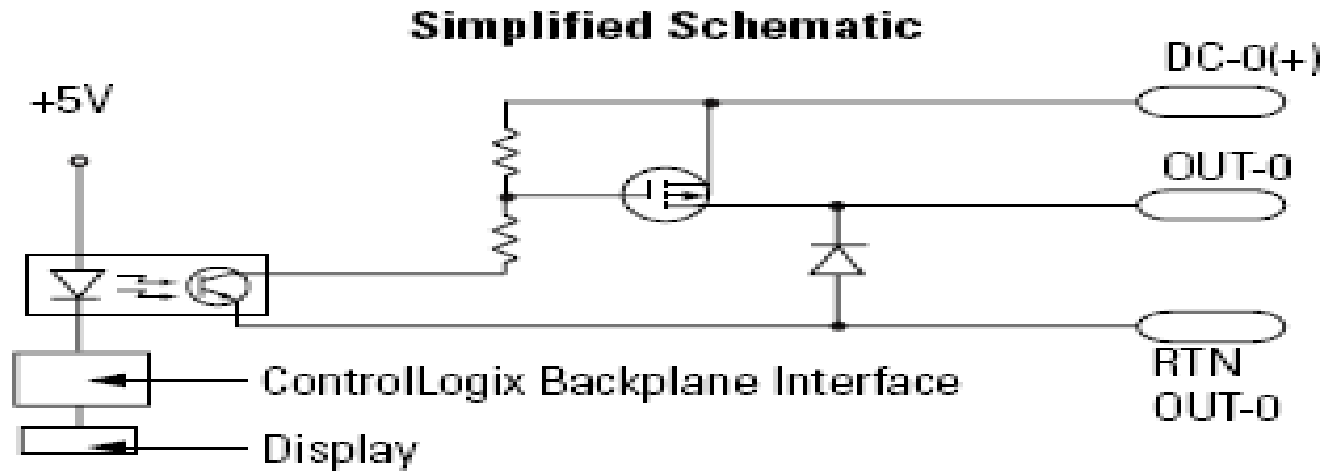 Simplified Schematic
DC-0(+)
+5V
OUT-0
RTN
OUT-0
ControlLogix Backplane Interface
Display